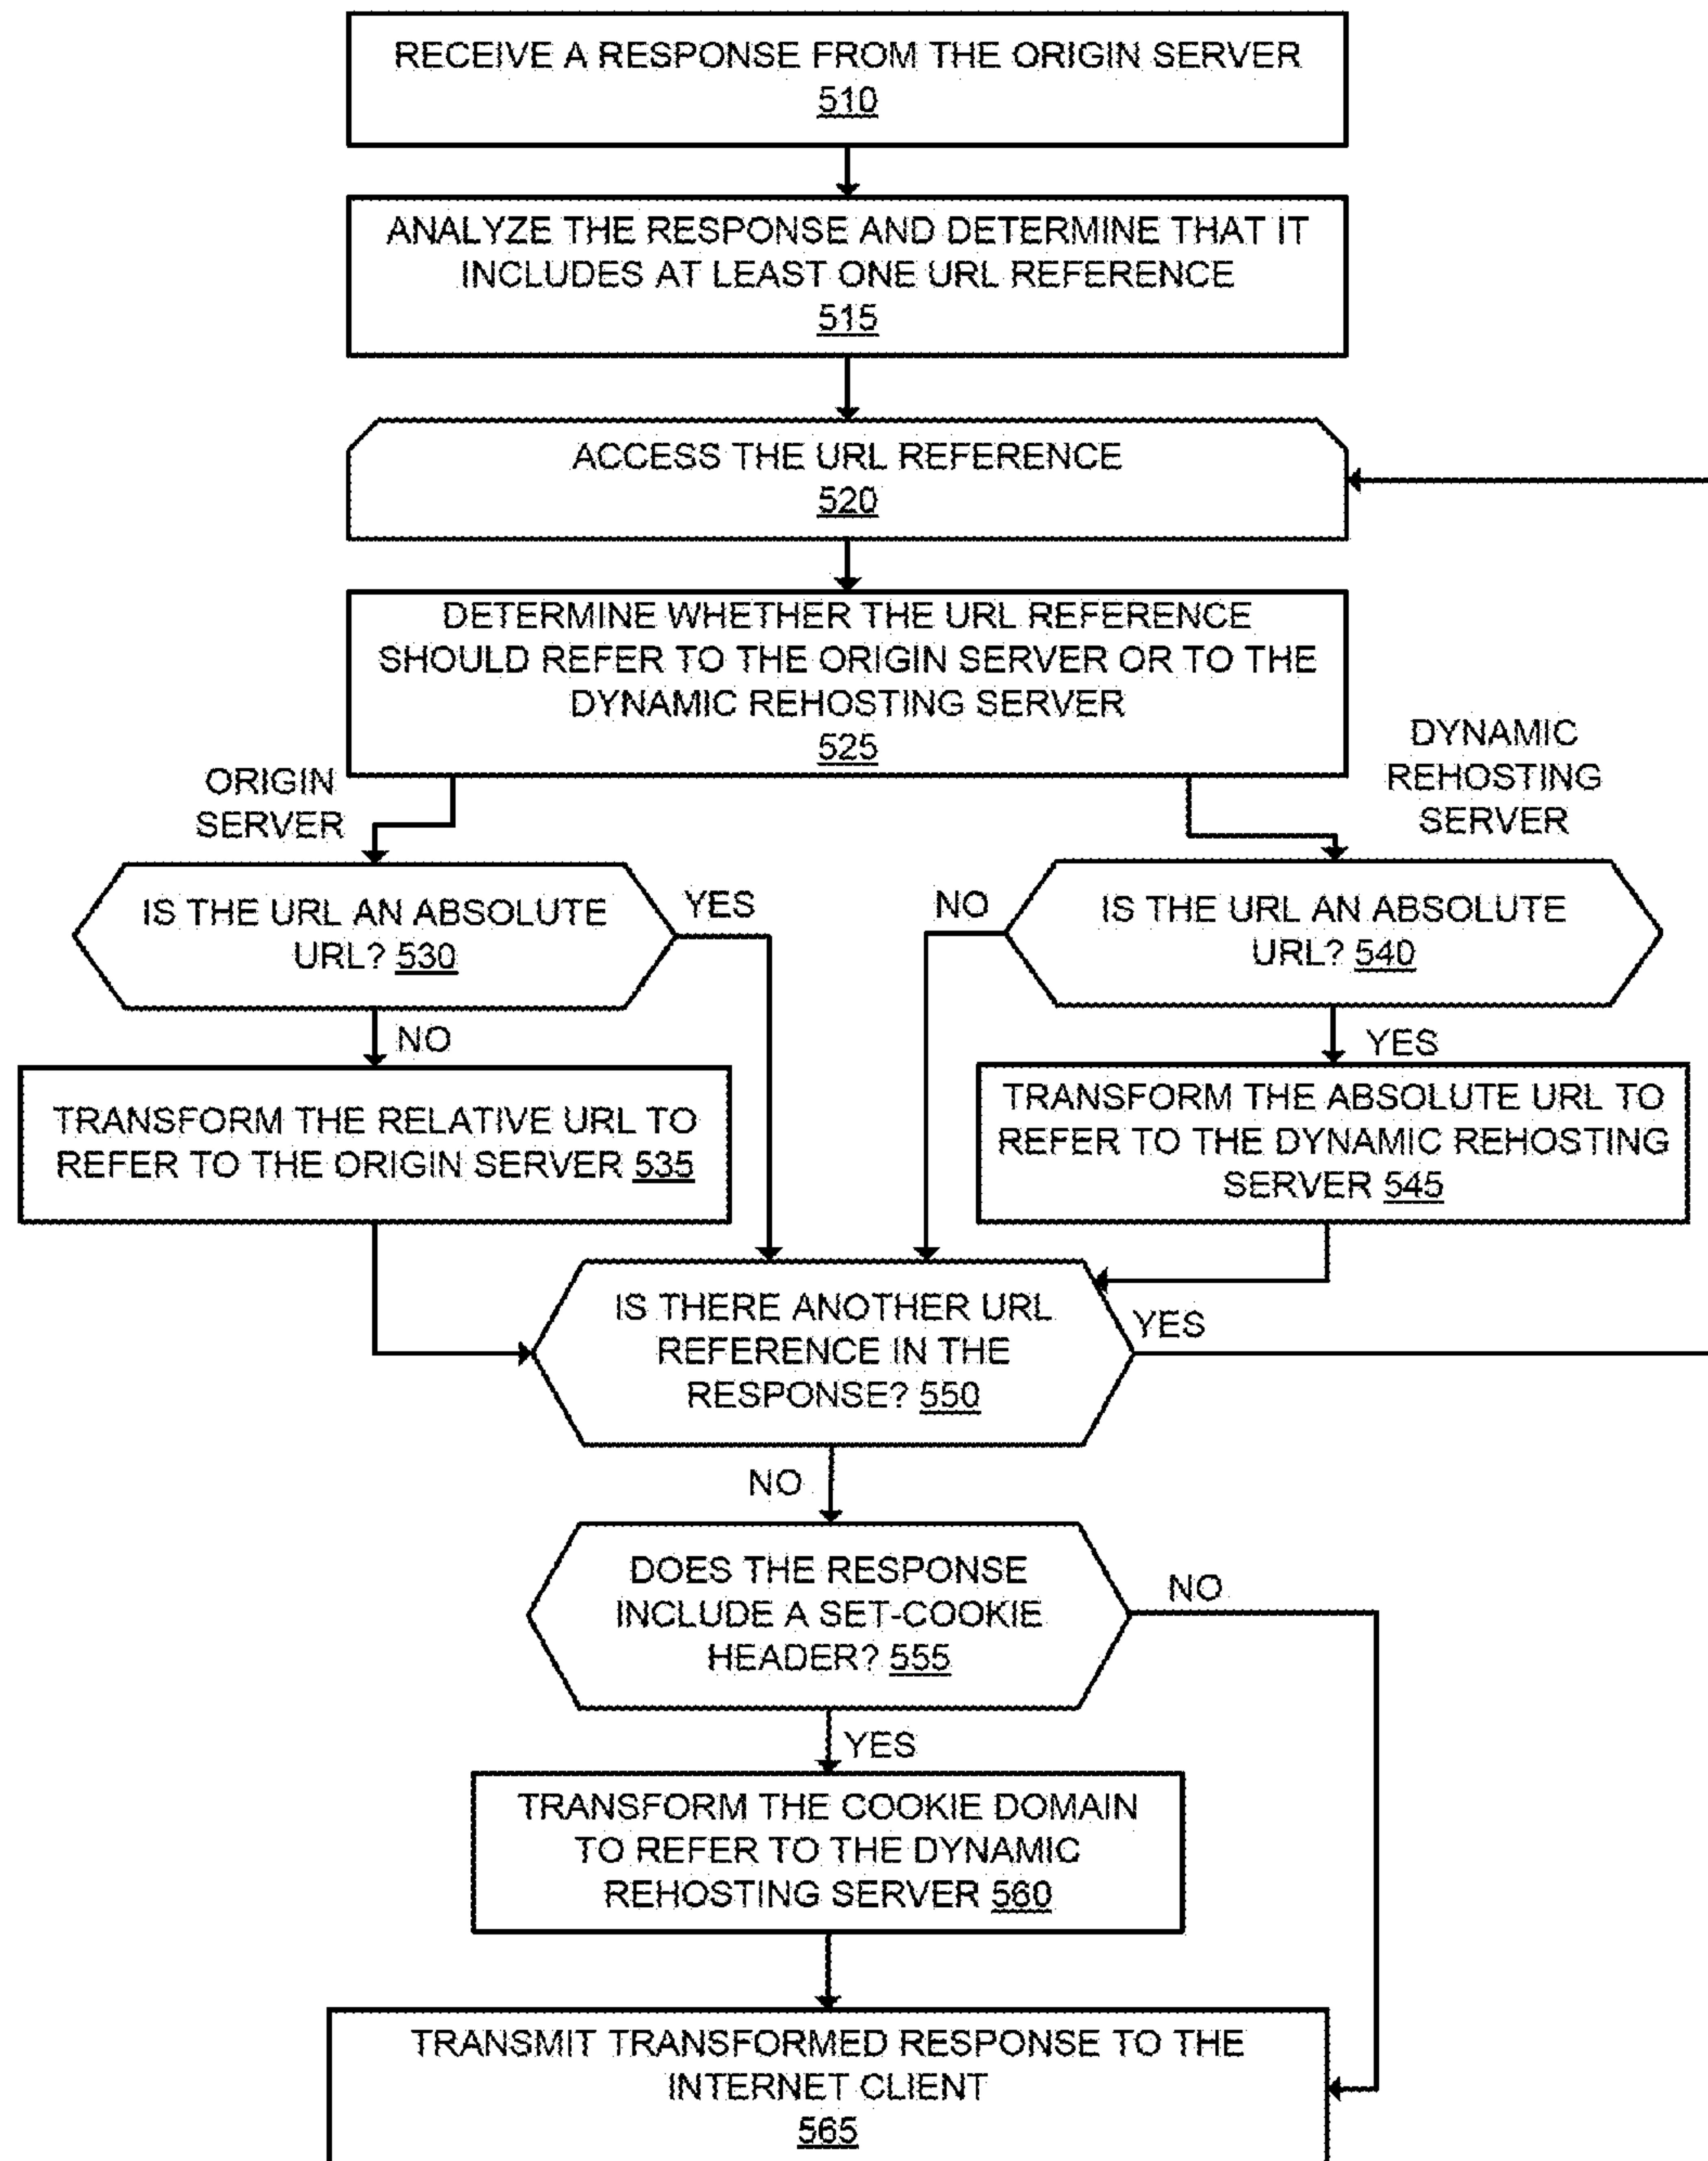 RECEIVE A RESPONSE FROM THE ORIGIN SERVER
510
ANALYZE THE RESPONSE AND DETERMINE THAT IT
INCLUDES AT LEAST ONE URL REFERENCE
515
ACCESS THE URL REFERENCE
520
DETERMINE WHETHER THE URL REFERENCE
SHOULD REFER TO THE ORIGIN SERVER OR TO THE
DYNAMIC REHOSTING SERVER
525
ORIGIN
SERVER
DYNAMIC
REHOSTING
SERVER
IS THE URL AN ABSOLUTE
URL? 530
YES
NO
NO
IS THE URL AN ABSOLUTE
URL? 540
YES
TRANSFORM THE RELATIVE URL TO
REFER TO THE ORIGIN SERVER 535
TRANSFORM THE ABSOLUTE URL TO
REFER TO THE DYNAMIC REHOSTING
SERVER 545
IS THERE ANOTHER URL
REFERENCE IN THE
RESPONSE? 550
YES
NO
DOES THE RESPONSE
INCLUDE A SET-COOKIE
HEADER? 555
NO
YES
TRANSFORM THE COOKIE DOMAIN
TO REFER TO THE DYNAMIC
REHOSTING SERVER 560
TRANSMIT TRANSFORMED RESPONSE TO THE
INTERNET CLIENT
565